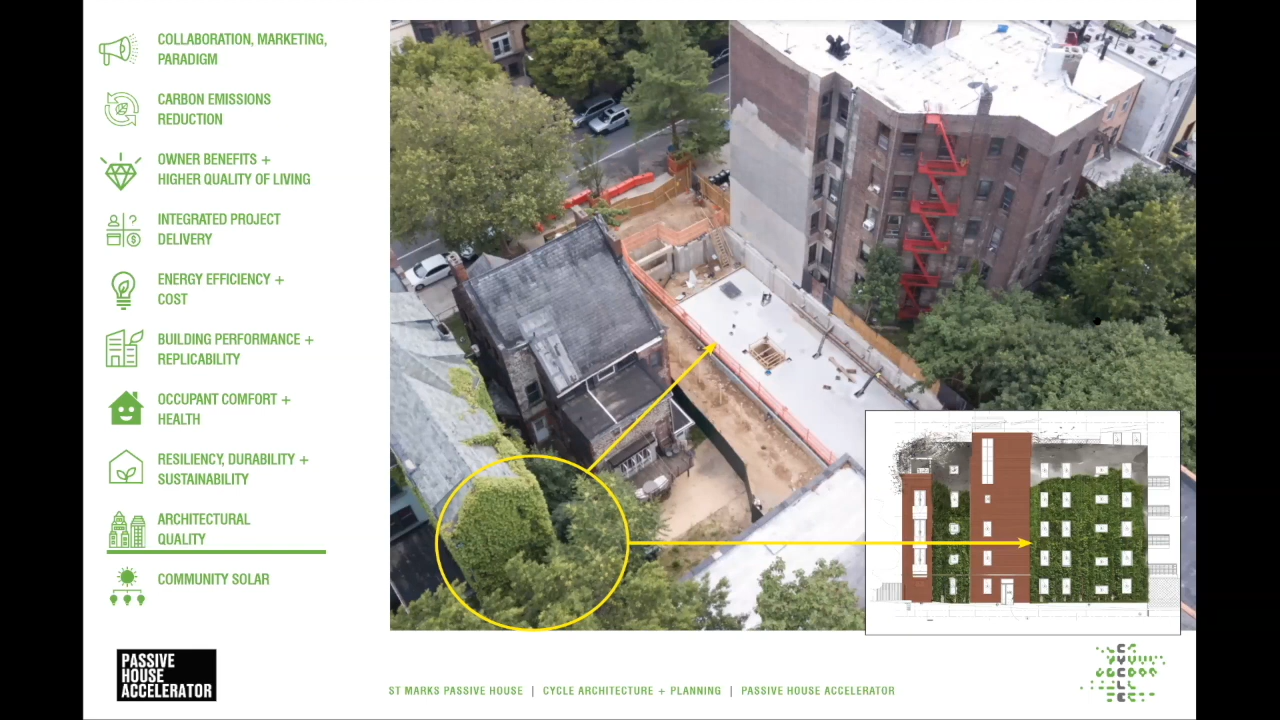 COLLABORATION, MARKETING,
PARADIGM
CARBON EMISSIONS
REDUCTION
OWNER BENEFITS +
HIGHER QUALITY OF LIVING
INTEGRATED PROJECT
DELIVERY
ENERGY EFFICIENCY +
COST
BUILDING PERFORMANCE +
REPLICABILITY
OCCUPANT COMFORT +
HEALTH
RESILIENCY, DURABILITY +
SUSTAINABILITY
ARCHITECTURAL
QUALITY
COMMUNITY SOLAR
PASSIVE
HOUSE
ACCELERATOR
ST MARKS PASSIVE HOUSE | CYCLE ARCHITECTURE + PLANNING | PASSIVE HOUSE ACCELERATOR
CYCLE